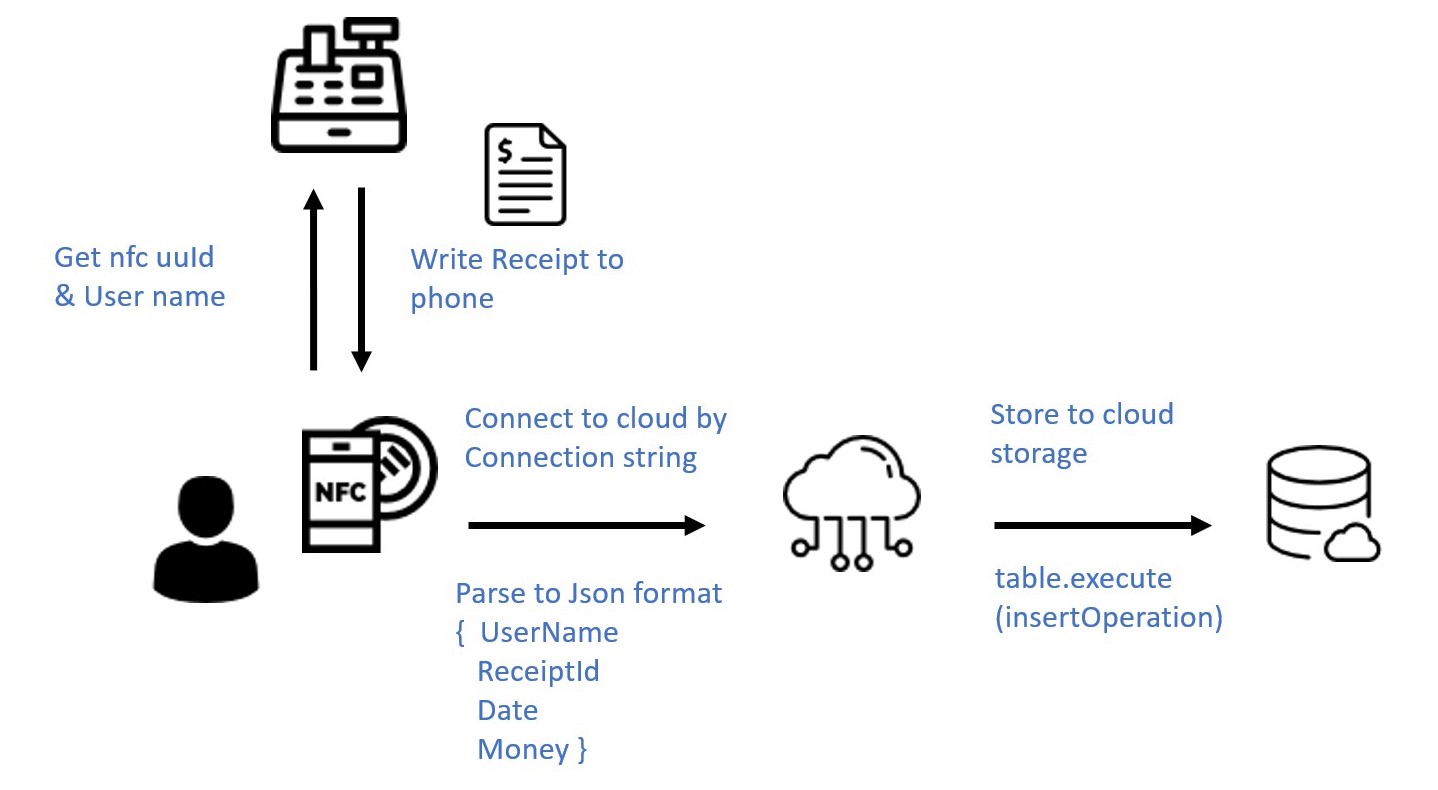 $
Get nfc uuId
& User name
Write Receipt to
phone
NFC
Connect to cloud by
Connection string
Parse to Json format
{ UserName
ReceiptId
Date
Money }
Store to cloud
storage
table.execute
(insertOperation)